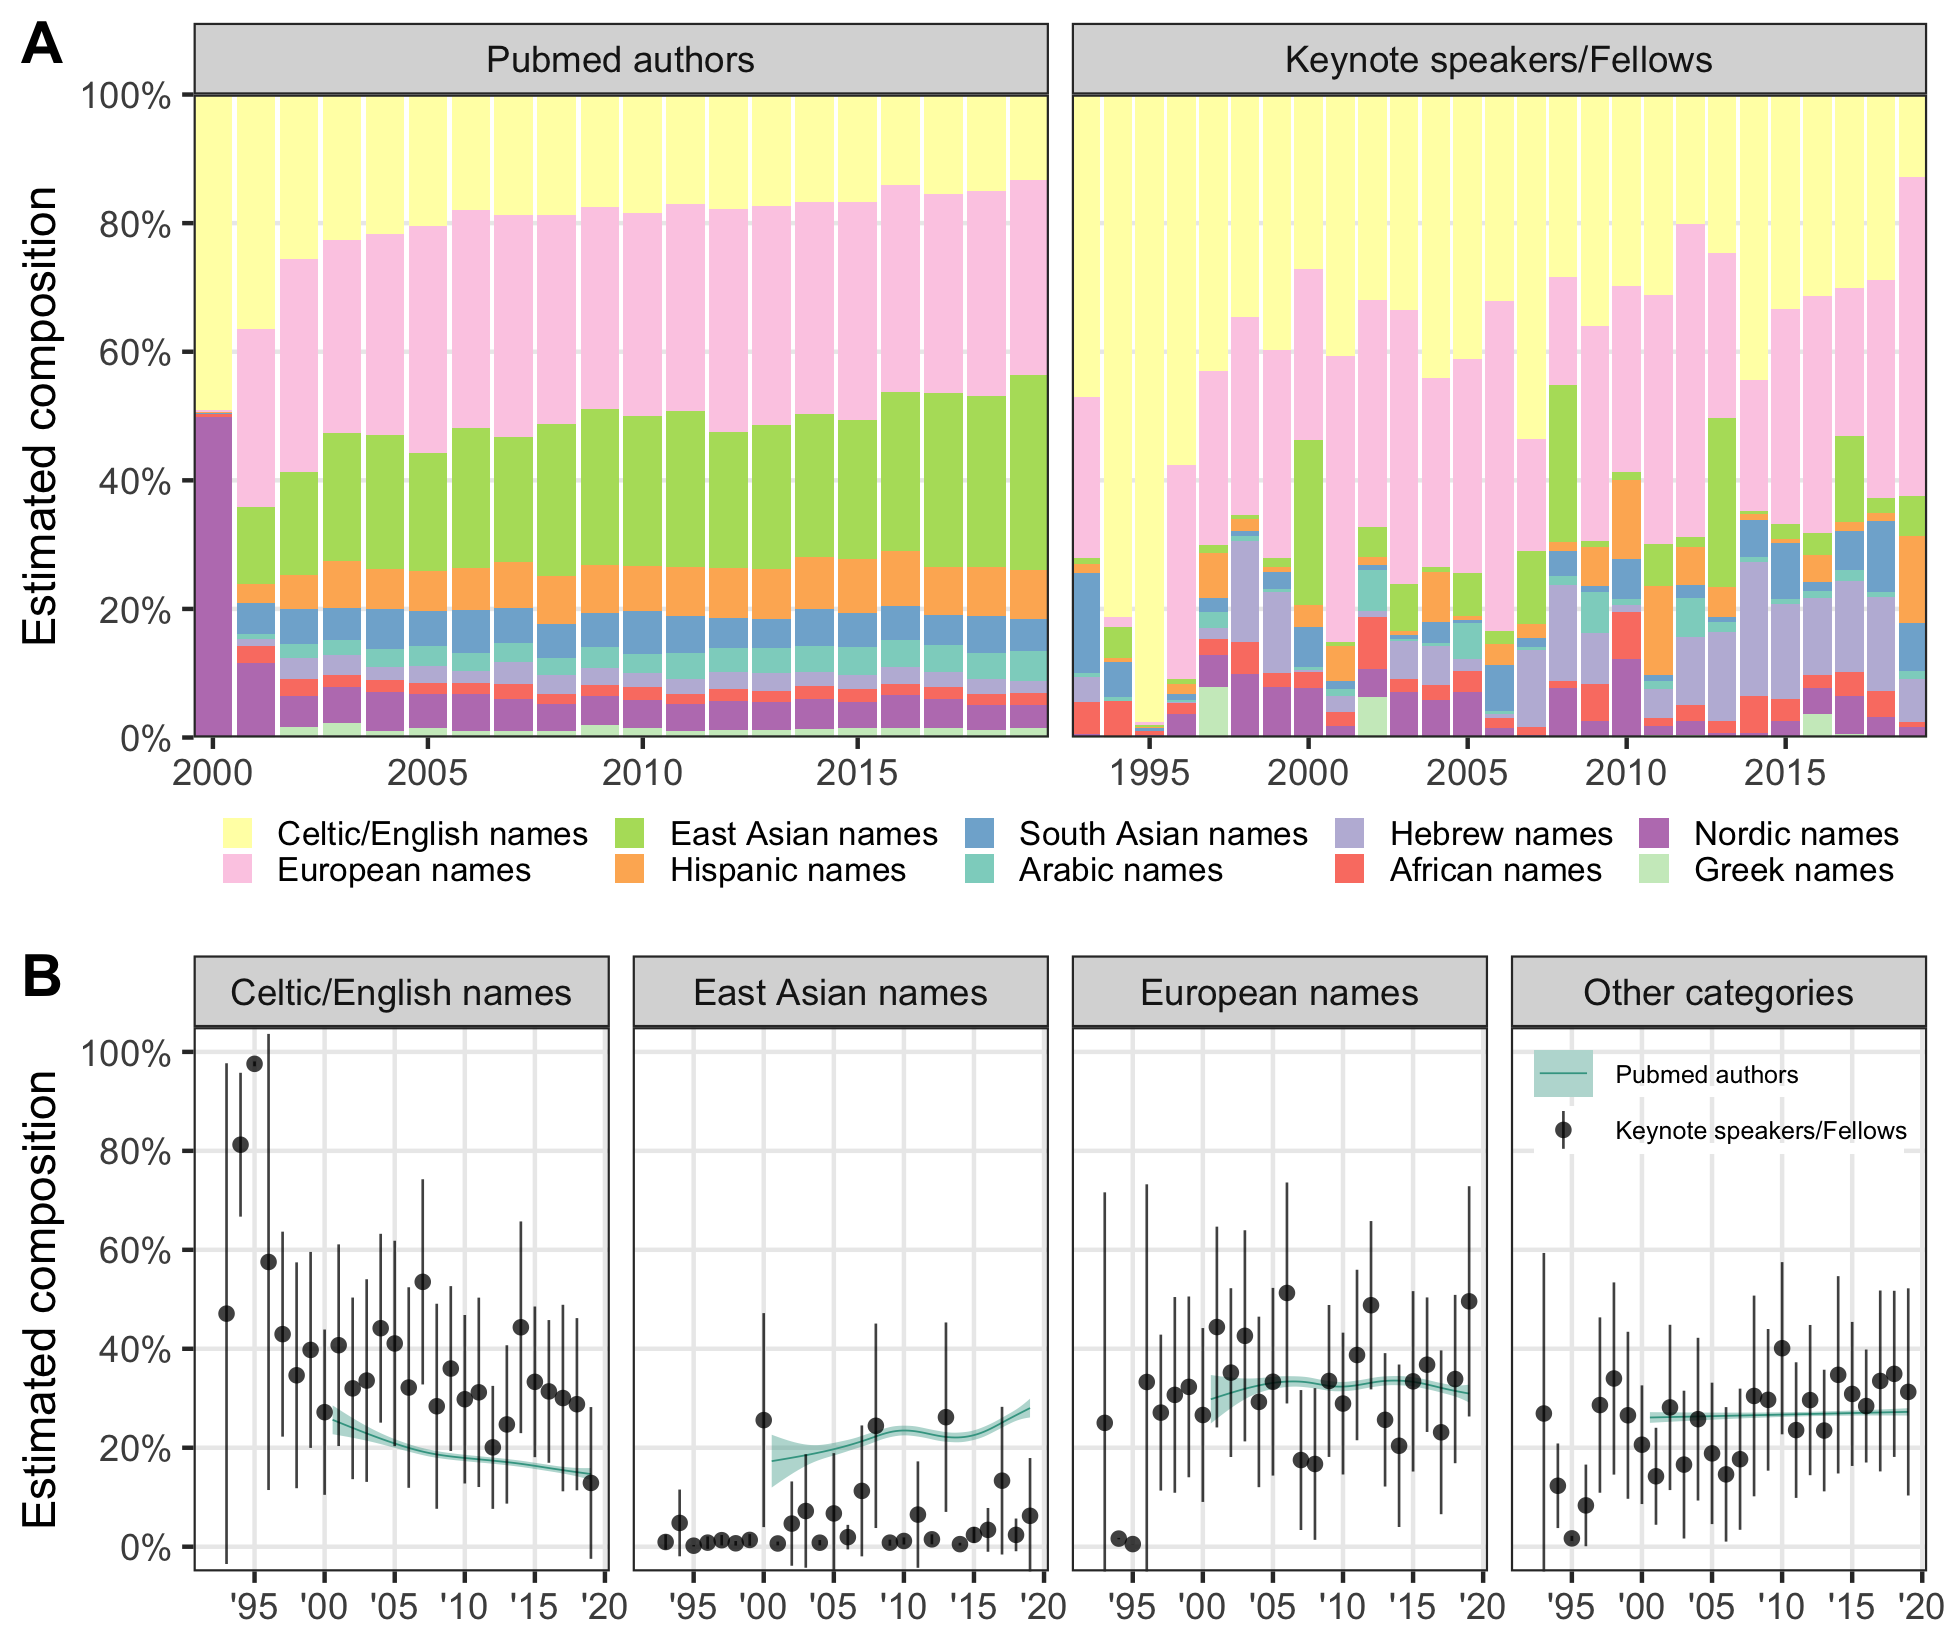 A
Pubmed authors
Keynote speakers/Fellows
Estimated composition
100%
80%
60%
40%
20%
0%
2000 2005 2010 2015
1995 2000 2005 2010 2015
Celtic/English names East Asian names South Asian names Hebrew names Nordic names
European names Hispanic names Arabic names African names Greek names
B
Celtic/English names
East Asian names
European names
Other categories
Estimated composition
100%
80%
60%
40%
20%
0%
Pubmed authors
Keynote speakers/Fellows
'95 '00 '05 '10 '15 '20
'95 '00 '05 '10 '15 '20
'95 '00 '05 '10 '15 '20
'95 '00 '05 '10 '15 '20